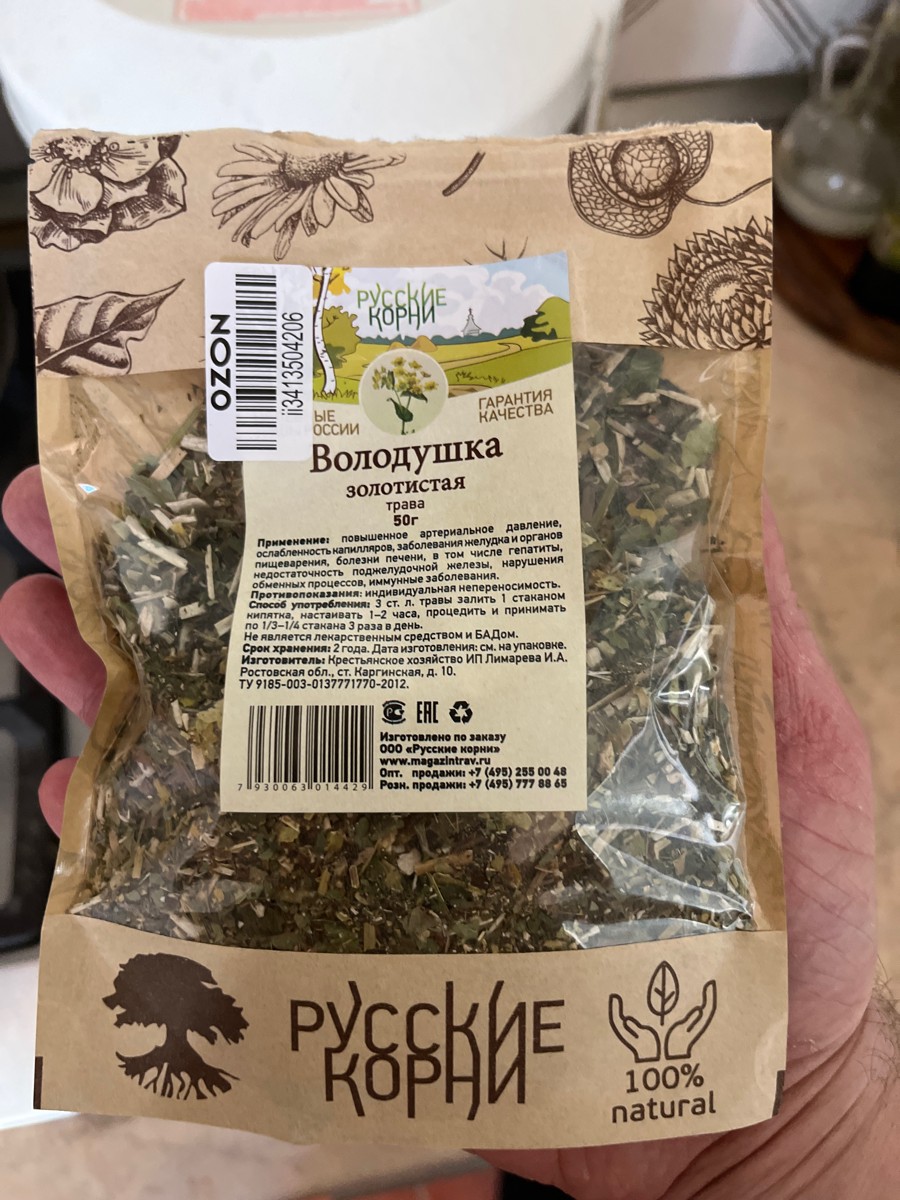 OZON
ii3413504206
РУССКИЕ
КОРНИ
ГАРАНТИЯ
КАЧЕСТВА
Володушка
золотистая
трава
50г
Применение: повышенное артериальное давление,
ослабленность капилляров, заболевания желудка и органов
пищеварения, болезни печени, в том числе гепатиты,
недостаточность поджелудочной железы, нарушения
обменных процессов, иммунные заболевания.
Противопоказания: индивидуальная непереносимость.
Способ употребления: 3 ст. л. травы залить 1 стаканом
кипятка, настаивать 1–2 часа, процедить и принимать
по 1/3–1/4 стакана 3 раза в день.
Не является лекарственным средством и БАДом.
Срок хранения: 2 года. Дата изготовления: см. на упаковке.
Изготовитель: Крестьянское хозяйство ИП Лимарева И.А.
Ростовская обл., ст. Каргинская, д. 10.
ТУ 9185-003-0137771770-2012.
РС ЕАС
Изготовлено по заказу
ООО «Русские корни»
www.magazintrav.ru
Опт. продажи: +7 (495) 255 00 48
Розн. продажи: +7 (495) 777 88 65
7 930063 014429
РУССКИЕ
КОРНИ
100%
natural